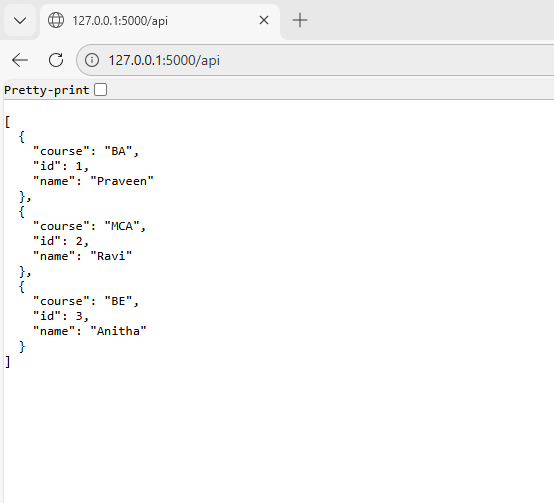 127.0.0.1:5000/api
127.0.0.1:5000/api
Pretty-print
[
  {
    "course": "BA",
    "id": 1,
    "name": "Praveen"
  },
  {
    "course": "MCA",
    "id": 2,
    "name": "Ravi"
  },
  {
    "course": "BE",
    "id": 3,
    "name": "Anitha"
  }
]